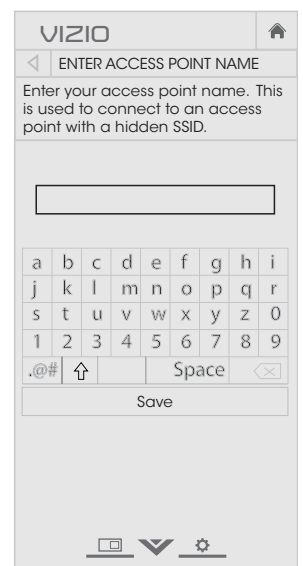 VIZIO
ENTER ACCESS POINT NAME
Enter your access point name. This
is used to connect to an access
point with a hidden SSID.
a b c d e f g h i
j k l m n o p q r
s t u v w x y z 0
1 2 3 4 5 6 7 8 9
.@# Space
Save